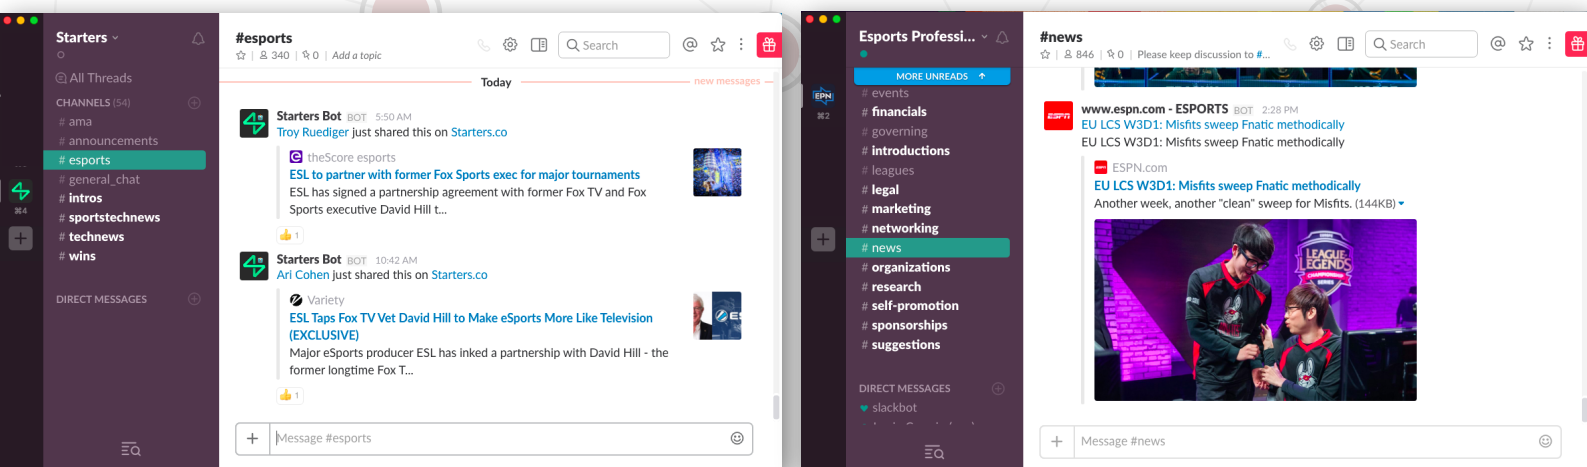 Starters
All Threads
CHANNELS (54)
# ama
# announcements
# esports
# general_chat
# intros
# sportstechnews
# technews
# wins
DIRECT MESSAGES
⌘4
#esports
340 | 0 | Add a topic
Search
Today
new messages
Starters Bot BOT 5:50 AM
Troy Ruediger just shared this on Starters.co
theScore esports
ESL to partner with former Fox Sports exec for major tournaments
ESL has signed a partnership agreement with former Fox TV and Fox
Sports executive David Hill t...
1
Starters Bot BOT 10:42 AM
Ari Cohen just shared this on Starters.co
Variety
ESL Taps Fox TV Vet David Hill to Make eSports More Like Television
(EXCLUSIVE)
Major eSports producer ESL has inked a partnership with David Hill - the
former longtime Fox T...
1
Message #esports
EPN
⌘2
Esports Professi...
MORE UNREADS ↑
# events
# financials
# governing
# introductions
# leagues
# legal
# marketing
# networking
# news
# organizations
# research
# self-promotion
# sponsorships
# suggestions
DIRECT MESSAGES
slackbot
#news
846 | 0 | Please keep discussion to #...
Search
ESPN
www.espn.com - ESPORTS BOT 2:28 PM
EU LCS W3D1: Misfits sweep Fnatic methodically
EU LCS W3D1: Misfits sweep Fnatic methodically
ESPN.com
EU LCS W3D1: Misfits sweep Fnatic methodically
Another week, another "clean" sweep for Misfits. (144KB)
LEAGUE
LEGENDS
CHAMPIONSHIP
SERIES
Message #news